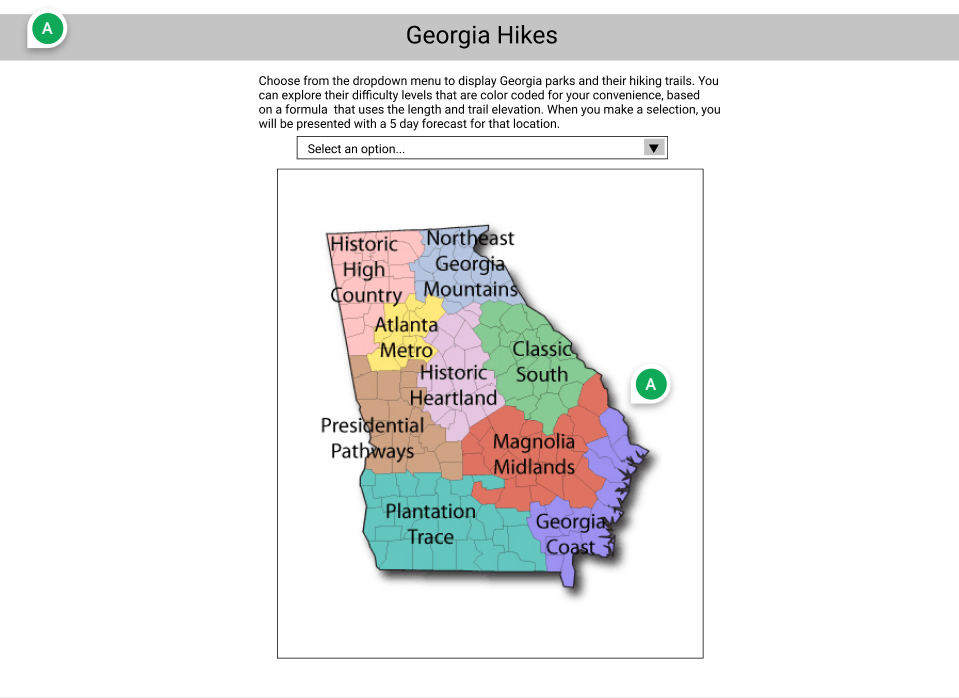 A
Georgia Hikes
Choose from the dropdown menu to display Georgia parks and their hiking trails. You
can explore their difficulty levels that are color coded for your convenience, based
on a formula  that uses the length and trail elevation. When you make a selection, you
will be presented with a 5 day forecast for that location.
Select an option...
Historic
High
Country
Northeast
Georgia
Mountains
Atlanta
Metro
Classic
South
Historic
Heartland
A
Presidential
Pathways
Magnolia
Midlands
Plantation
Trace
Georgia
Coast